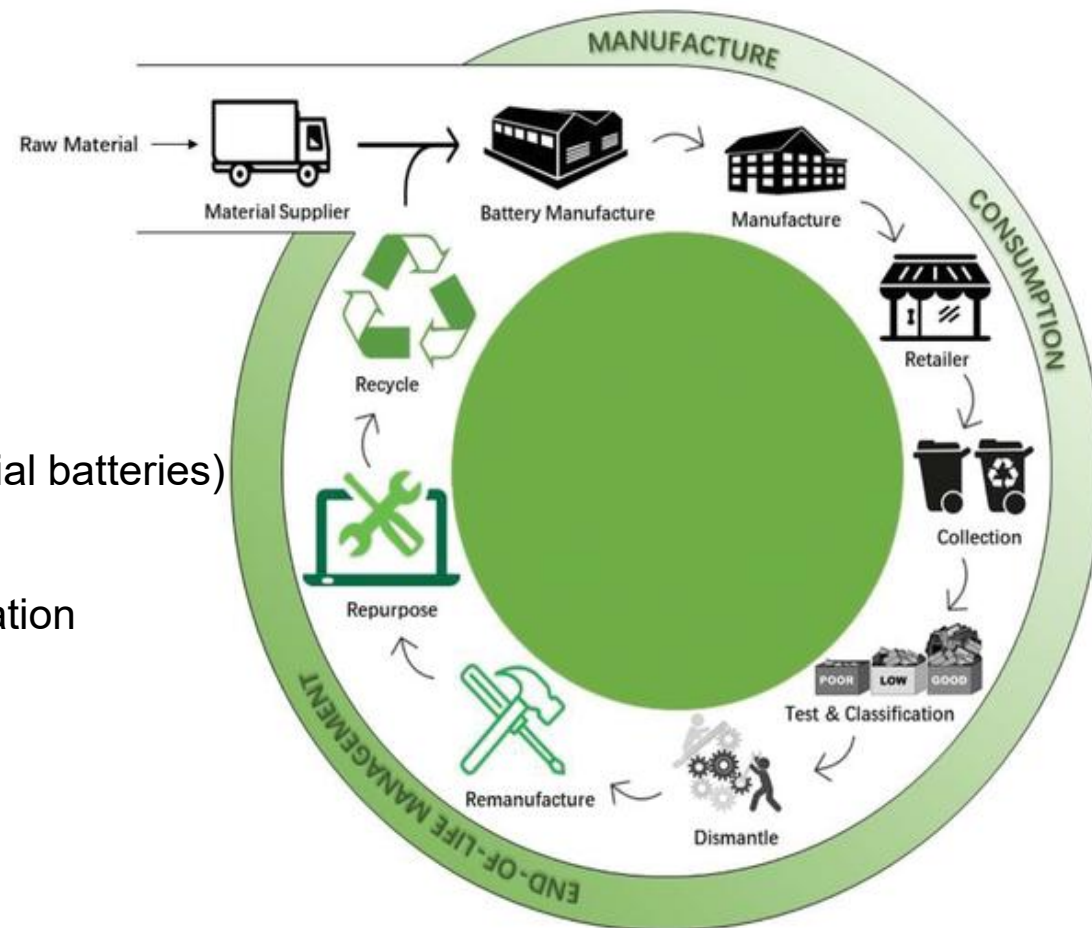 MANUFACTURE
CONSUMPTION
END-OF-LIFE MANAGEMENT
Raw Material
Material Supplier
Battery Manufacture
Manufacture
Retailer
Recycle
ial batteries)
Collection
Repurpose
ation
POOR
LOW
GOOD
Test & Classification
Remanufacture
Dismantle